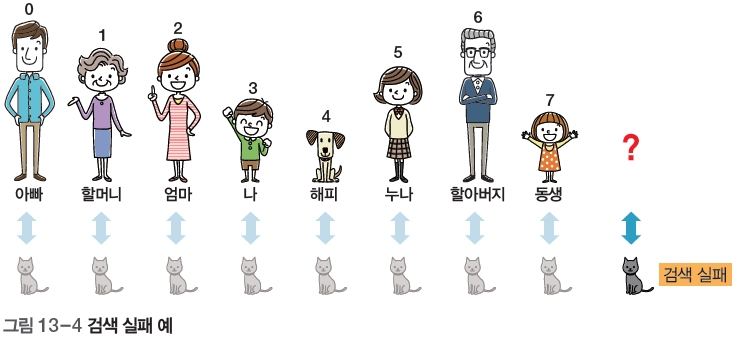 0 1 2 3 4 5 6 7 ?
아빠 할머니 엄마 나 해피 누나 할아버지 동생
검색 실패
그림 13-4 검색 실패 예